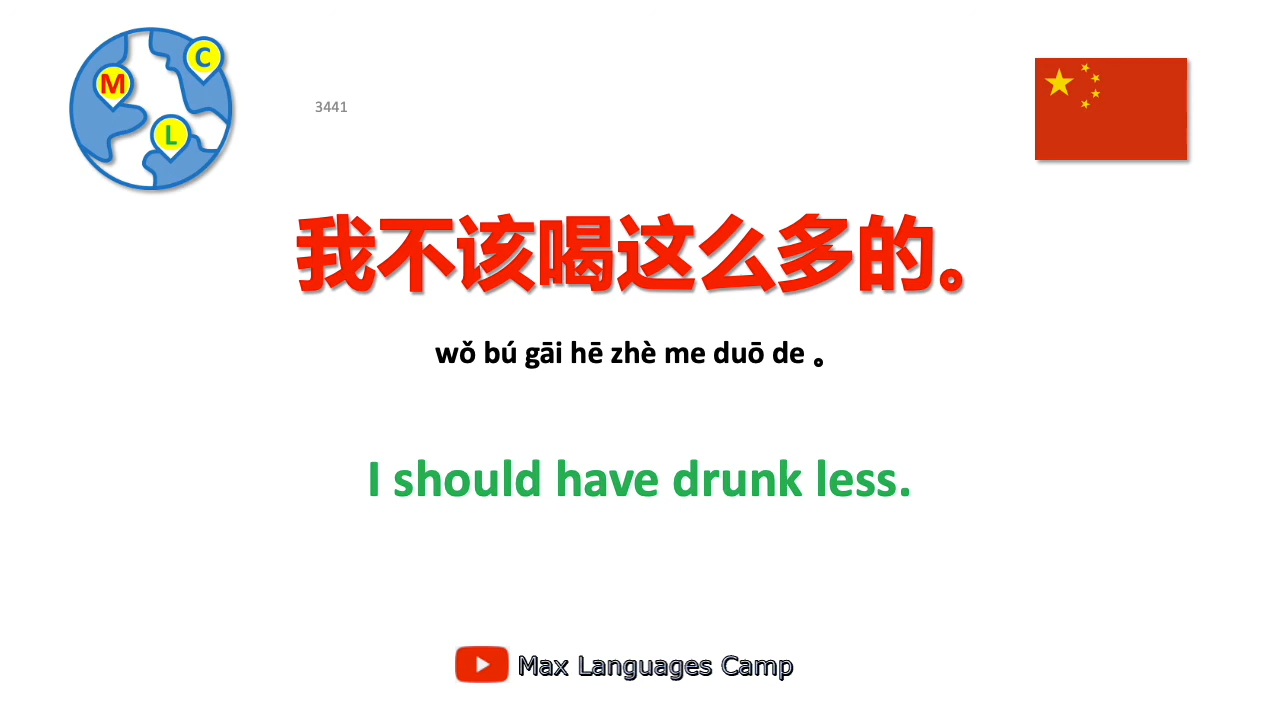 M
C
L
3441
我不该喝这么多的。
wǒ bú gāi hē zhè me duō de 。
I should have drunk less.
Max Languages Camp